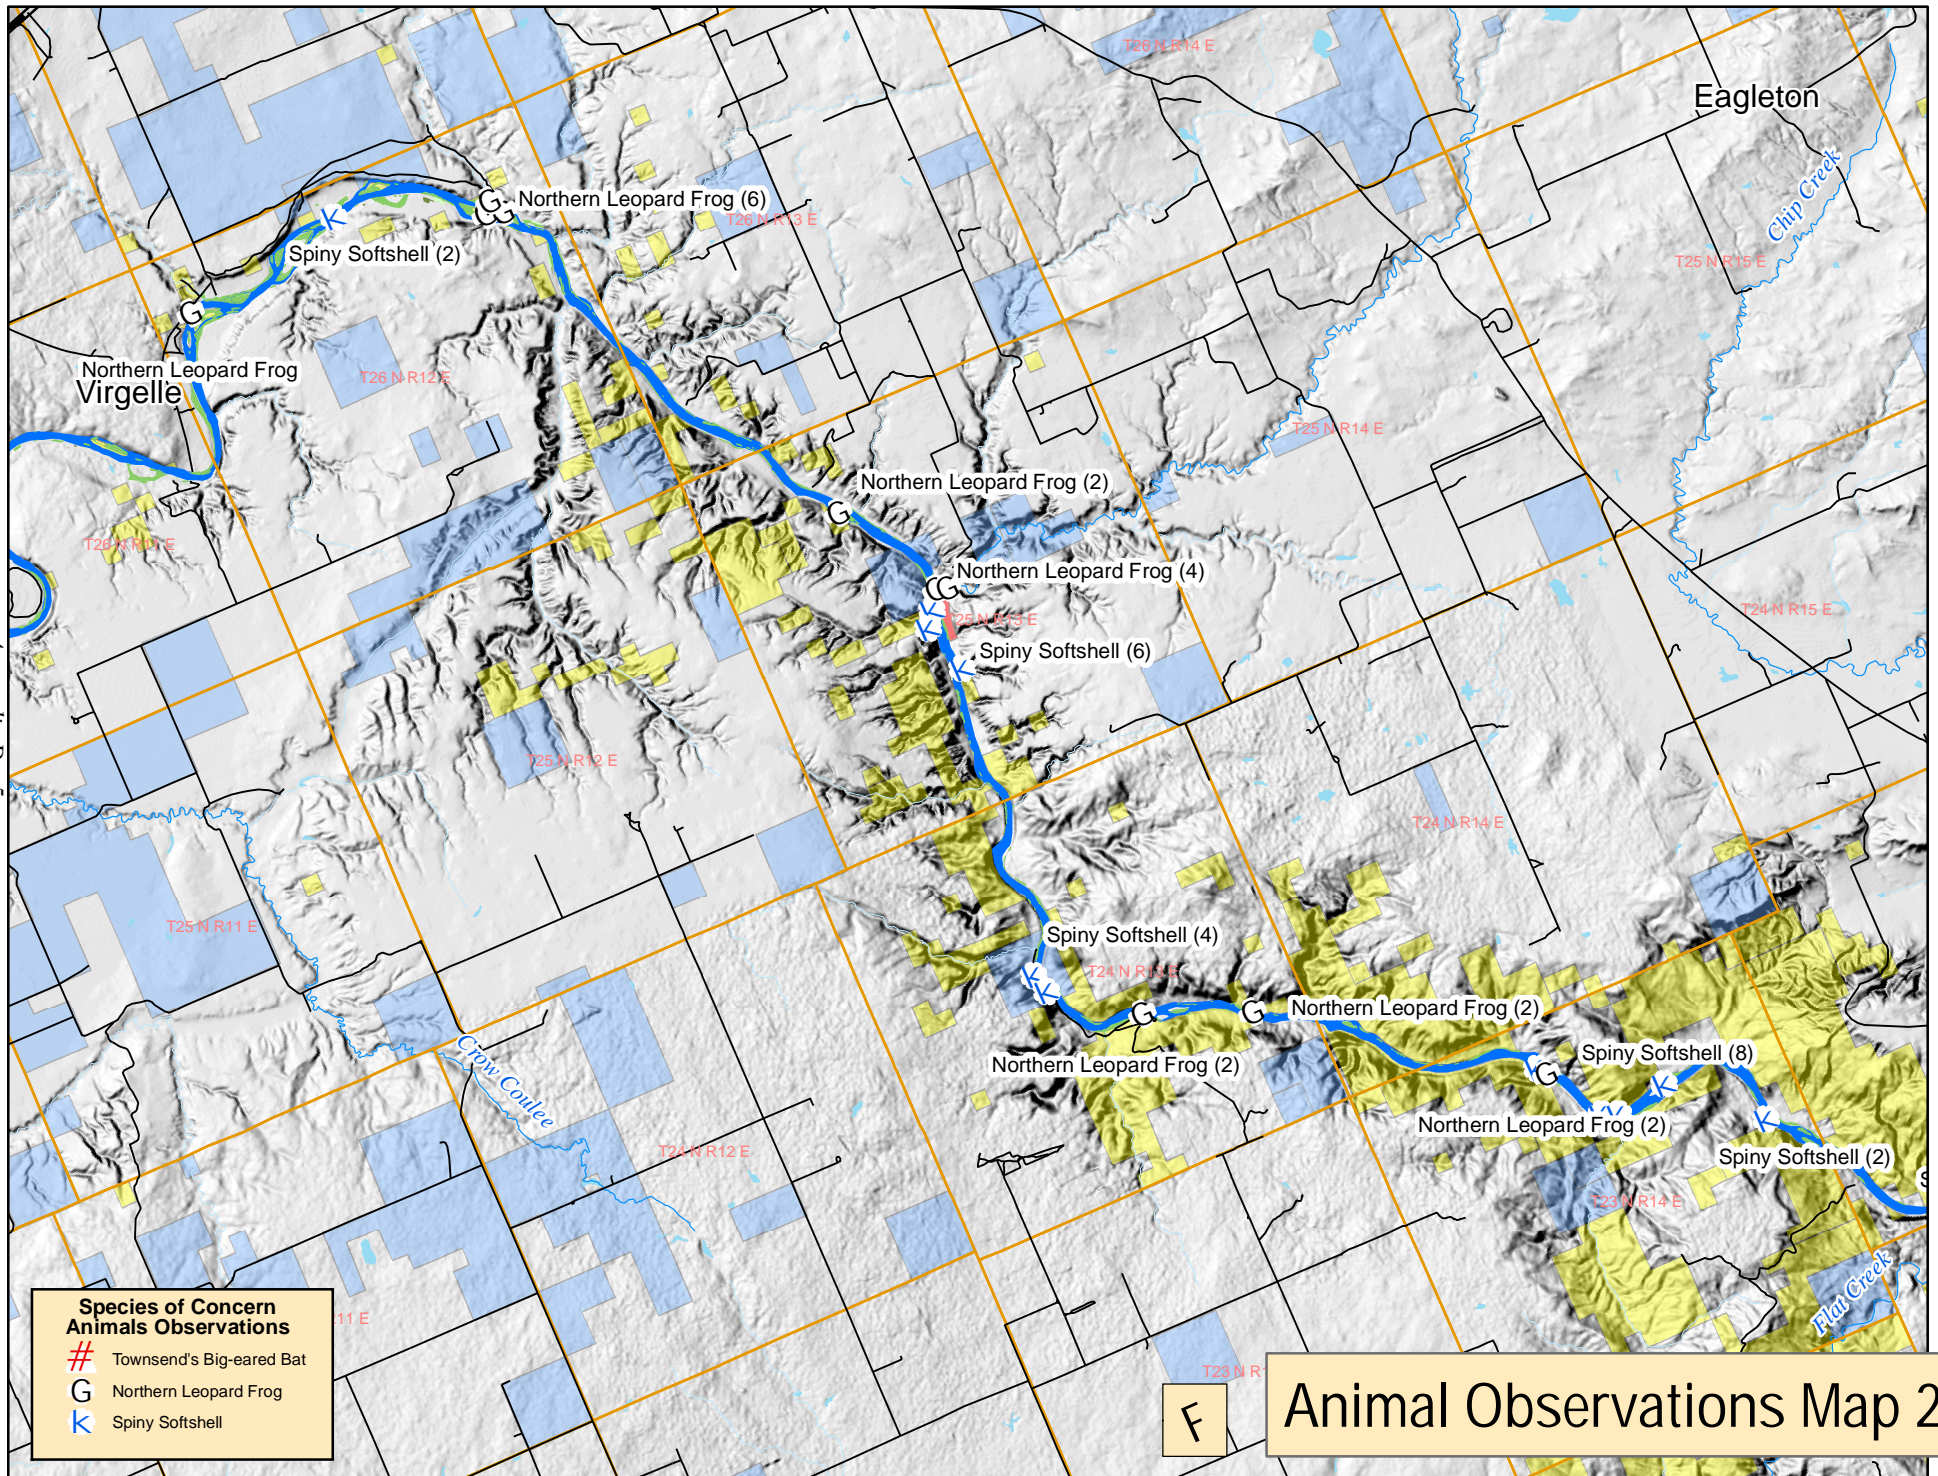 T26 N R14 E
Eagleton
Chip Creek
Northern Leopard Frog (6)
T26 N R13 E
Spiny Softshell (2)
T25 N R15 E
Northern Leopard Frog
Virgelle
T26 N R12 E
T25 N R14 E
Northern Leopard Frog (2)
T26 N R11 E
Northern Leopard Frog (4)
T24 N R15 E
T25 N R13 E
Spiny Softshell (6)
T25 N R12 E
T24 N R14 E
T25 N R11 E
Spiny Softshell (4)
T24 N R13 E
Northern Leopard Frog (2)
Crow Coulee
Northern Leopard Frog (2)
Spiny Softshell (8)
Northern Leopard Frog (2)
T24 N R12 E
Spiny Softshell (2)
T23 N R14 E
Flat Creek
Species of Concern
Animals Observations
# Townsend's Big-eared Bat
G Northern Leopard Frog
K Spiny Softshell
11 E
T23 N R1
F
Animal Observations Map 2